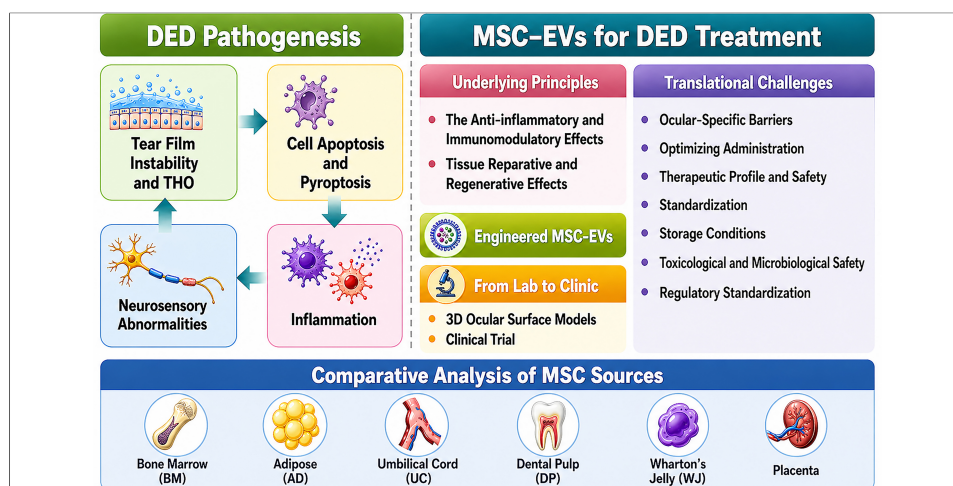 DED Pathogenesis
Tear Film
Instability
and THO
Cell Apoptosis
and
Pyroptosis
Neurosensory
Abnormalities
Inflammation
MSC–EVs for DED Treatment
Underlying Principles
The Anti-inflammatory and
Immunomodulatory Effects
Tissue Reparative and
Regenerative Effects
Engineered MSC-EVs
From Lab to Clinic
3D Ocular Surface Models
Clinical Trial
Translational Challenges
Ocular-Specific Barriers
Optimizing Administration
Therapeutic Profile and Safety
Standardization
Storage Conditions
Toxicological and Microbiological Safety
Regulatory Standardization
Comparative Analysis of MSC Sources
Bone Marrow
(BM)
Adipose
(AD)
Umbilical Cord
(UC)
Dental Pulp
(DP)
Wharton's
Jelly (WJ)
Placenta